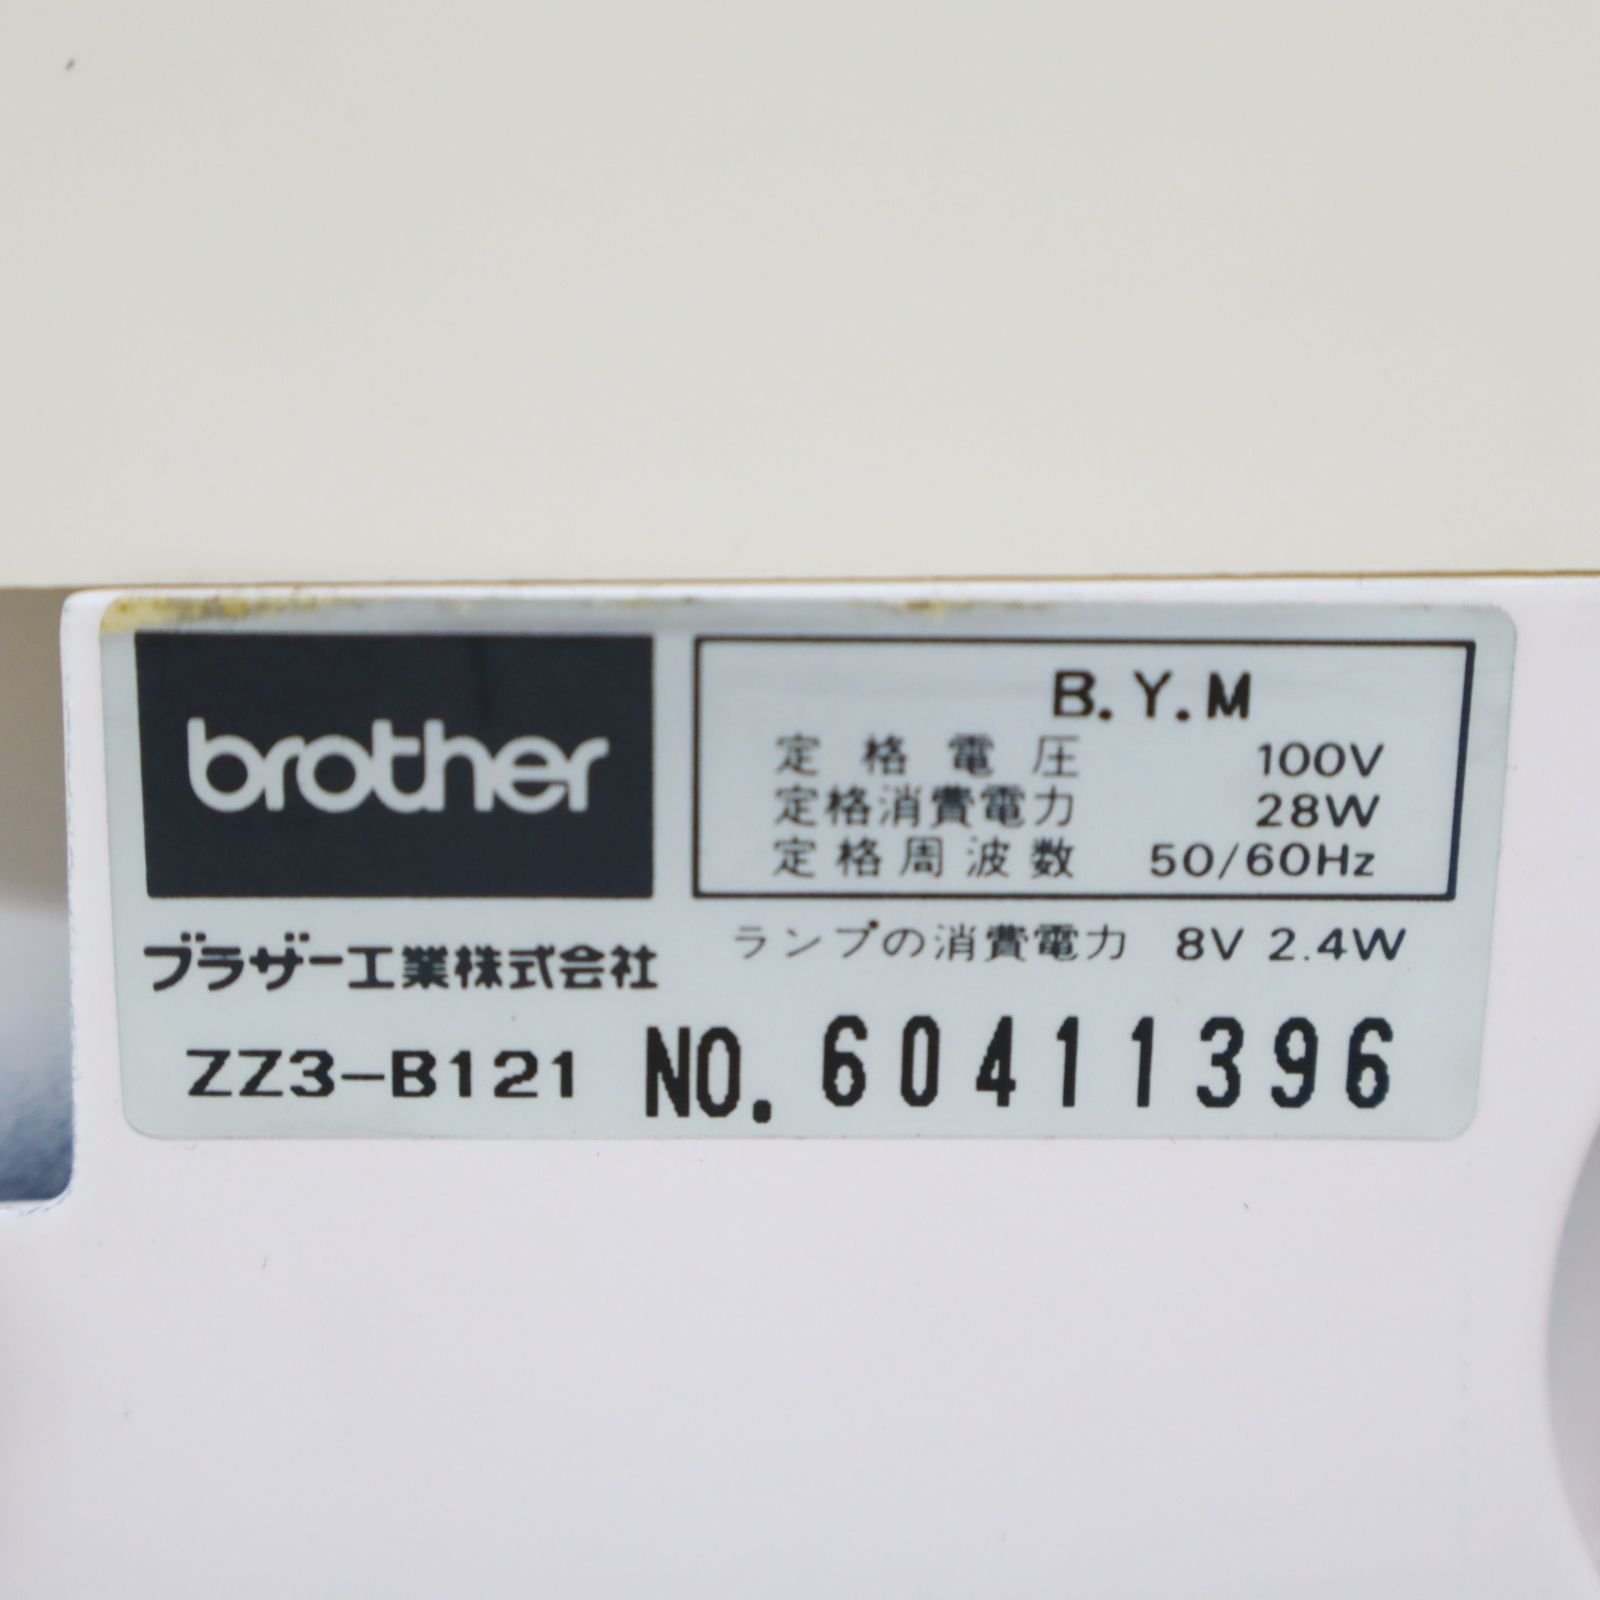 brother
ブラザー工業株式会社
B.Y.M
定格電圧 100V
定格消費電力 28W
定格周波数 50/60Hz
ランプの消費電力 8V 2.4W
ZZ3-B121 NO. 60411396